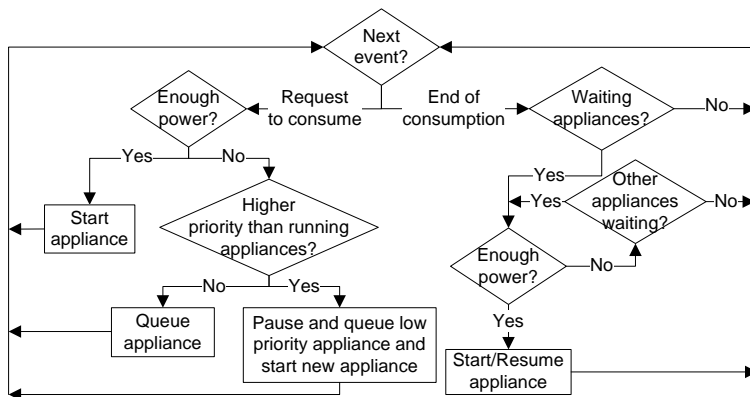 Next
event?
Enough
power?
Request
to consume
End of
consumption
Waiting
appliances?
No
Yes
No
Yes
Start
appliance
Higher
priority than running
appliances?
Yes
Other
appliances
waiting?
No
Enough
power?
No
No
Yes
Yes
Queue
appliance
Pause and queue low
priority appliance and
start new appliance
Start/Resume
appliance